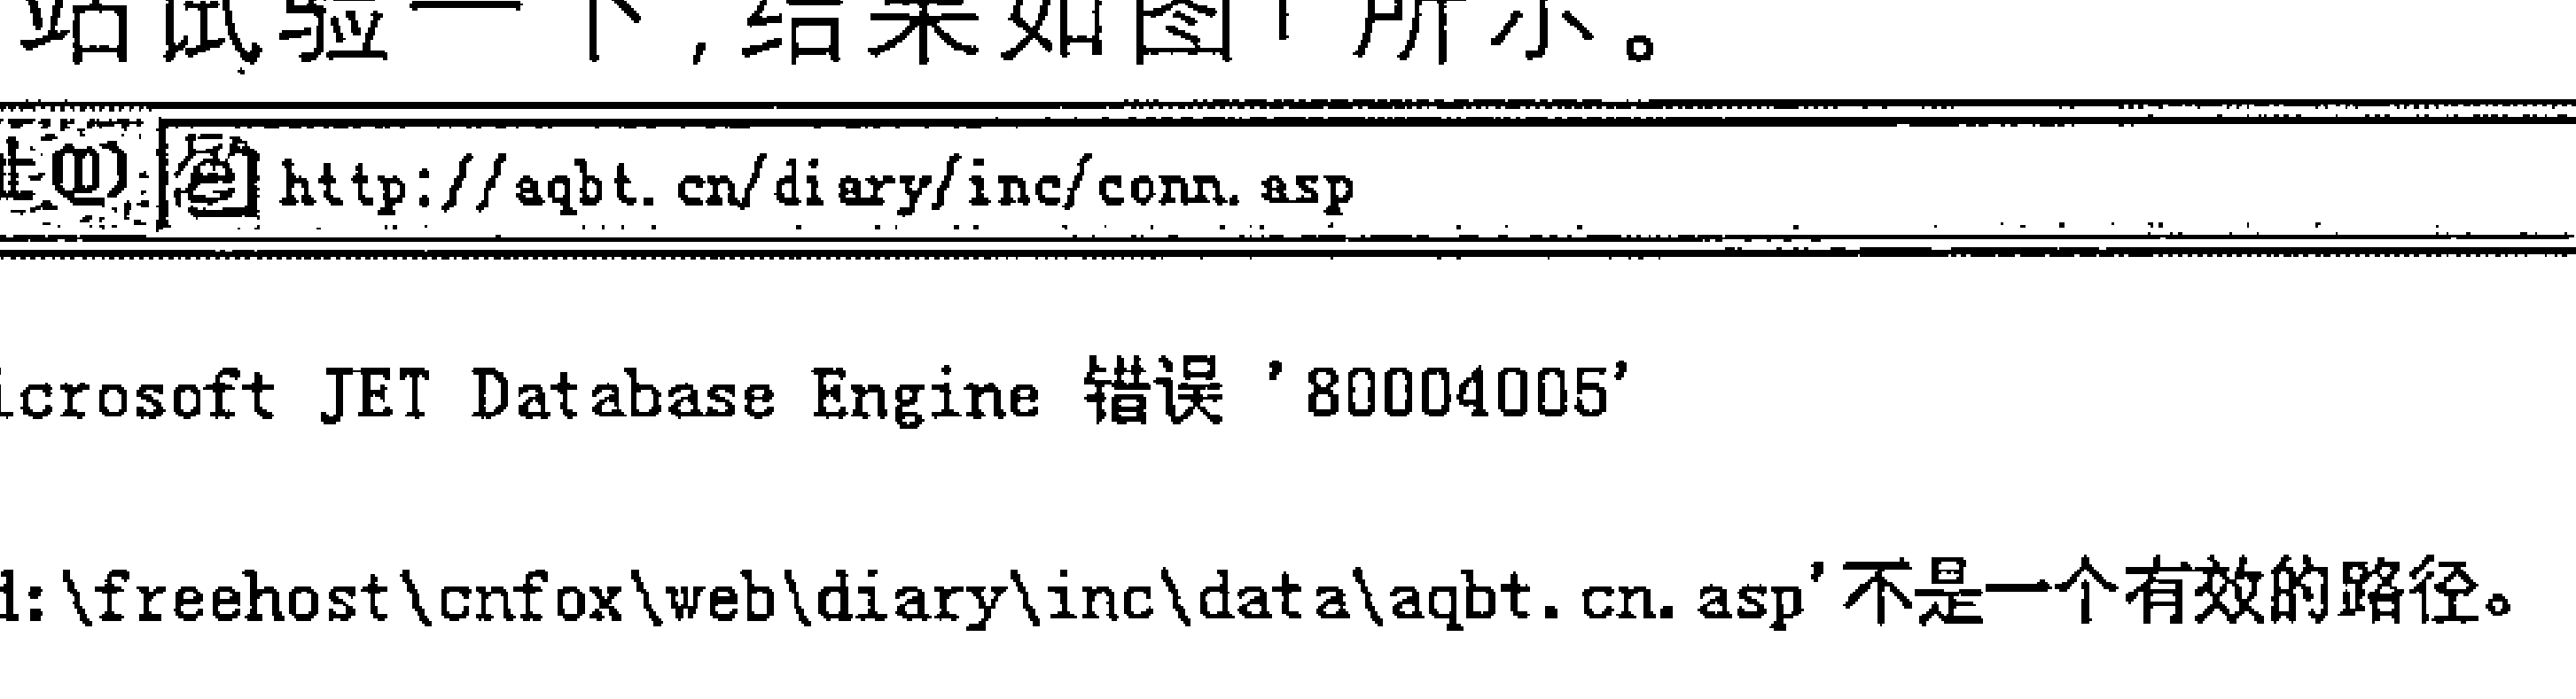 站试验一下,结果如图1所示。
http://aqbt.cn/diary/inc/conn.asp
icrosoft JET Database Engine 错误 '80004005'
d:\freehost\cnfox\web\diary\inc\data\aqbt.cn.asp'不是一个有效的路径。